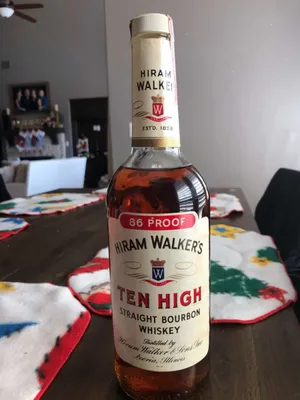 HIRAM
WALKER
W
ESTD. 1858
86 PROOF
HIRAM WALKER'S
W
TEN HIGH
STRAIGHT BOURBON
WHISKEY
Distilled by
Hiram Walker & Sons Inc.
Peoria, Illinois